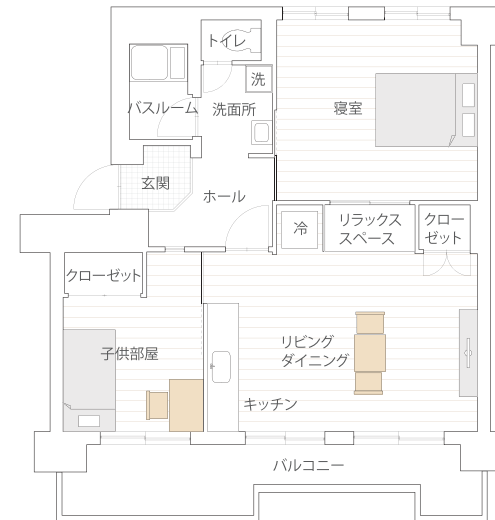 トイレ
洗
バスルーム
洗面所
寝室
玄関
ホール
冷
リラックス
スペース
クロー
ゼット
クローゼット
子供部屋
リビング
ダイニング
キッチン
バルコニー